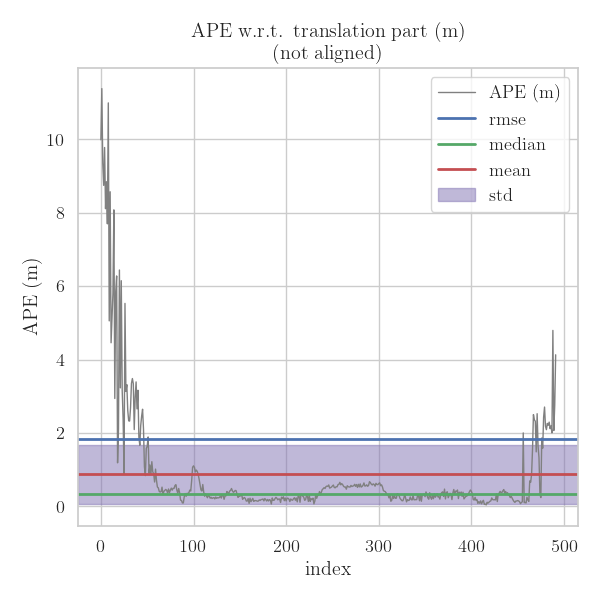 APE w.r.t. translation part (m)
(not aligned)
APE (m)
rmse
median
mean
std
APE (m)
10
8
6
4
2
0
0 100 200 300 400 500
index